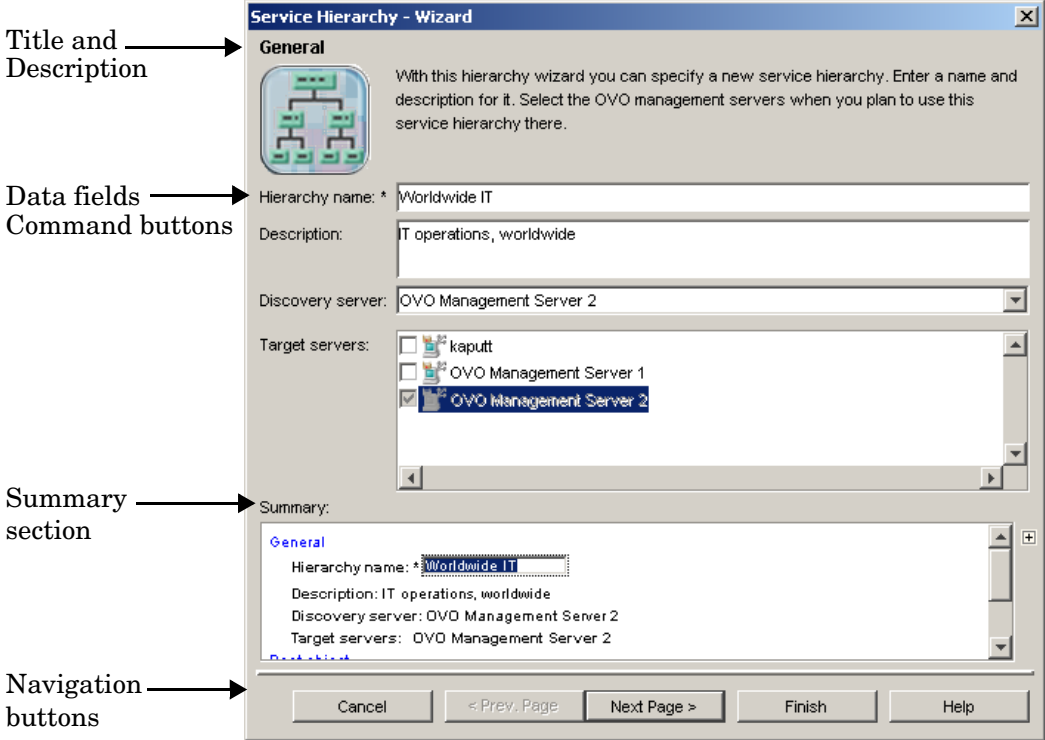 Service Hierarchy - Wizard
Title and
Description
General
With this hierarchy wizard you can specify a new service hierarchy. Enter a name and
description for it. Select the OVO management servers when you plan to use this
service hierarchy there.
Data fields
Command buttons
Hierarchy name: *
Worldwide IT
Description:
IT operations, worldwide
Discovery server:
OVO Management Server 2
Target servers:
kaputt
OVO Management Server 1
OVO Management Server 2
Summary
section
Summary:
General
Hierarchy name: * Worldwide IT
Description: IT operations, worldwide
Discovery server: OVO Management Server 2
Target servers: OVO Management Server 2
Navigation
buttons
Cancel
< Prev. Page
Next Page >
Finish
Help